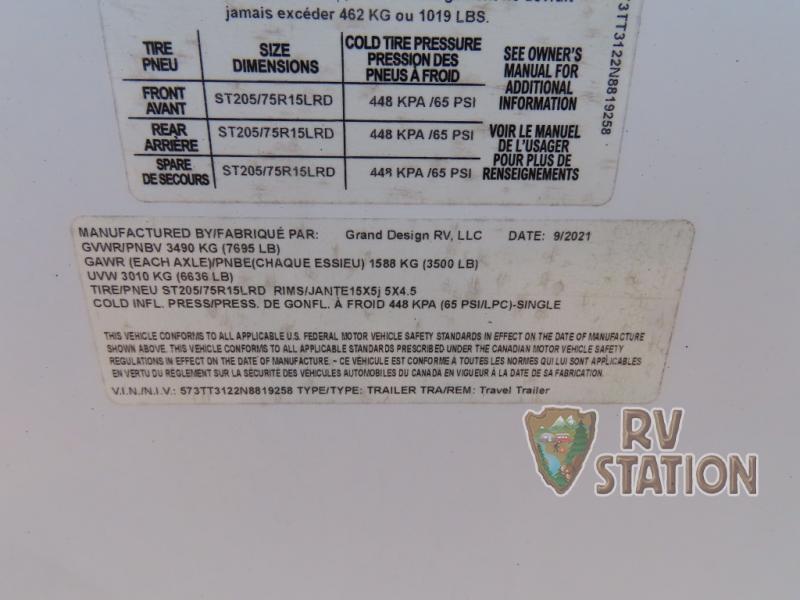 jamais excéder 462 KG ou 1019 LBS.
TIRE PNEU SIZE DIMENSIONS COLD TIRE PRESSURE PRESSION DES PNEUS À FROID
FRONT AVANT ST205/75R15LRD 448 KPA /65 PSI
REAR ARRIÈRE ST205/75R15LRD 448 KPA /65 PSI
SPARE DE SECOURS ST205/75R15LRD 448 KPA /65 PSI
SEE OWNER'S
MANUAL FOR
ADDITIONAL
INFORMATION
VOIR LE MANUEL
DE L'USAGER
POUR PLUS DE
RENSEIGNEMENTS
73TT3122N8819258
MANUFACTURED BY/FABRIQUÉ PAR: Grand Design RV, LLC DATE: 9/2021
GVWR/PNBV 3490 KG (7695 LB)
GAWR (EACH AXLE)/PNBE(CHAQUE ESSIEU) 1588 KG (3500 LB)
UVW 3010 KG (6636 LB)
TIRE/PNEU ST205/75R15LRD RIMS/JANTE15X5j 5X4.5
COLD INFL. PRESS/PRESS. DE GONFL. À FROID 448 KPA (65 PSI/LPC)-SINGLE
THIS VEHICLE CONFORMS TO ALL APPLICABLE U.S. FEDERAL MOTOR VEHICLE SAFETY STANDARDS IN EFFECT ON THE DATE OF MANUFACTURE
SHOWN ABOVE. THIS VEHICLE CONFORMS TO ALL APPLICABLE STANDARDS PRESCRIBED UNDER THE CANADIAN MOTOR VEHICLE SAFETY
REGULATIONS IN EFFECT ON THE DATE OF MANUFACTURE. – CE VÉHICULE EST CONFORME À TOUTES LES NORMES QUI LUI SONT APPLICABLES
EN VERTU DU RÈGLEMENT SUR LA SÉCURITÉ DES VÉHICULES AUTOMOBILES DU CANADA EN VIGUEUR À LA DATE DE SA FABRICATION.
V.I.N./N.I.V.: 573TT3122N8819258 TYPE/TYPE: TRAILER TRA/REM: Travel Trailer
RV
STATION